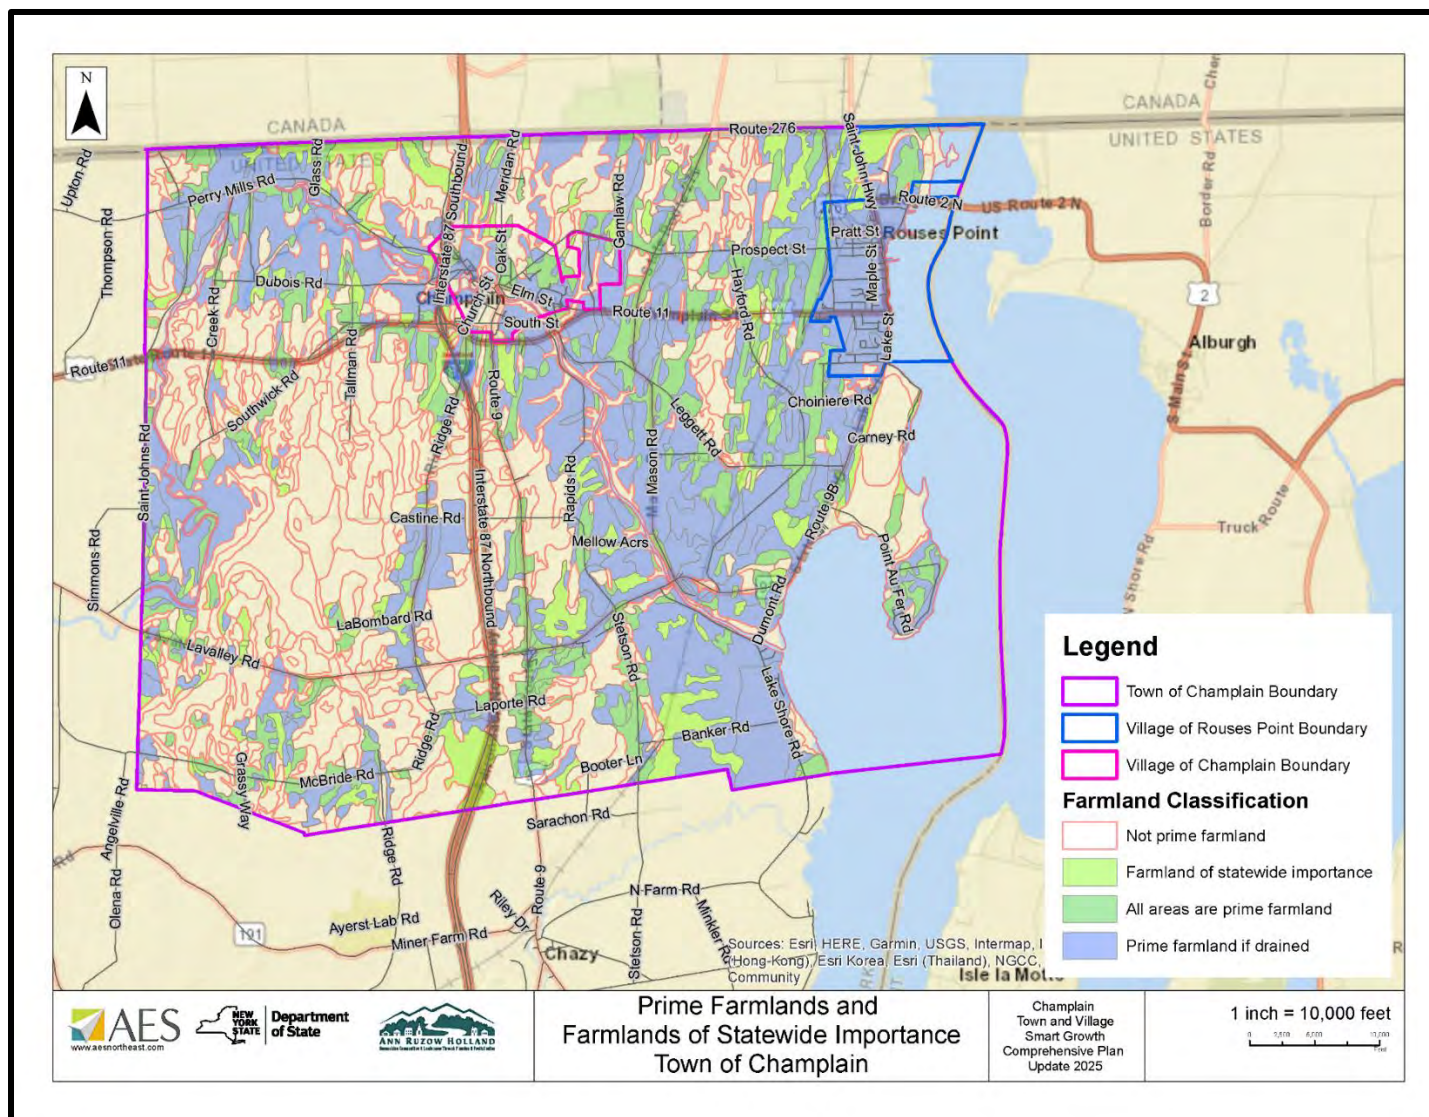 N
CANADA
UNITED STATES
CANADA
UNITED STATES
Route 276
Saint-John Hwy
Border Rd
Upton Rd
Perry Mills Rd
Glass Rd
Interstate 87 Southbound
Meridan Rd
Gamlaw Rd
Route 2 N
US Route 2 N
Thompson Rd
Oak St
Prospect St
Pratt St
Rouses Point
Dubois Rd
Champlain
Church St
Elm St
Hayford Rd
Maple St
2
Creek Rd
South St
Route 11
Lake St
Alburgh
Route 11
Tallman Rd
S Main St
Southwick Rd
Route 9
Leggett Rd
Choiniere Rd
Carney Rd
Saint-Johns Rd
Ridge Rd
Interstate 87 Northbound
Rapids Rd
Mason Rd
Route 9B
Castine Rd
Truck Route
Simmons Rd
Mellow Acrs
Point Au Fer Rd
N Shore Rd
Dumont Rd
LaBombard Rd
Stetson Rd
Lavalley Rd
Lake Shore Rd
Laporte Rd
Ridge Rd
Banker Rd
Booter Ln
McBride Rd
Grassy Way
Angelville Rd
Sarachon Rd
Ridge Rd
Olena Rd
Route 9
Riley Dr
N Farm Rd
Minkler Rd
Stetson Rd
Ayerst Lab Rd
191
Miner Farm Rd
Chazy
Isle la Motte
Legend
Town of Champlain Boundary
Village of Rouses Point Boundary
Village of Champlain Boundary
Farmland Classification
Not prime farmland
Farmland of statewide importance
All areas are prime farmland
Prime farmland if drained
Sources: Esri, HERE, Garmin, USGS, Intermap, I
(Hong-Kong), Esri Korea, Esri (Thailand), NGCC,
Community
AES
www.aesnortheast.com
NEW YORK STATE
Department
of State
ANN RUZOW HOLLAND
Prime Farmlands and
Farmlands of Statewide Importance
Town of Champlain
Champlain
Town and Village
Smart Growth
Comprehensive Plan
Update 2025
1 inch = 10,000 feet